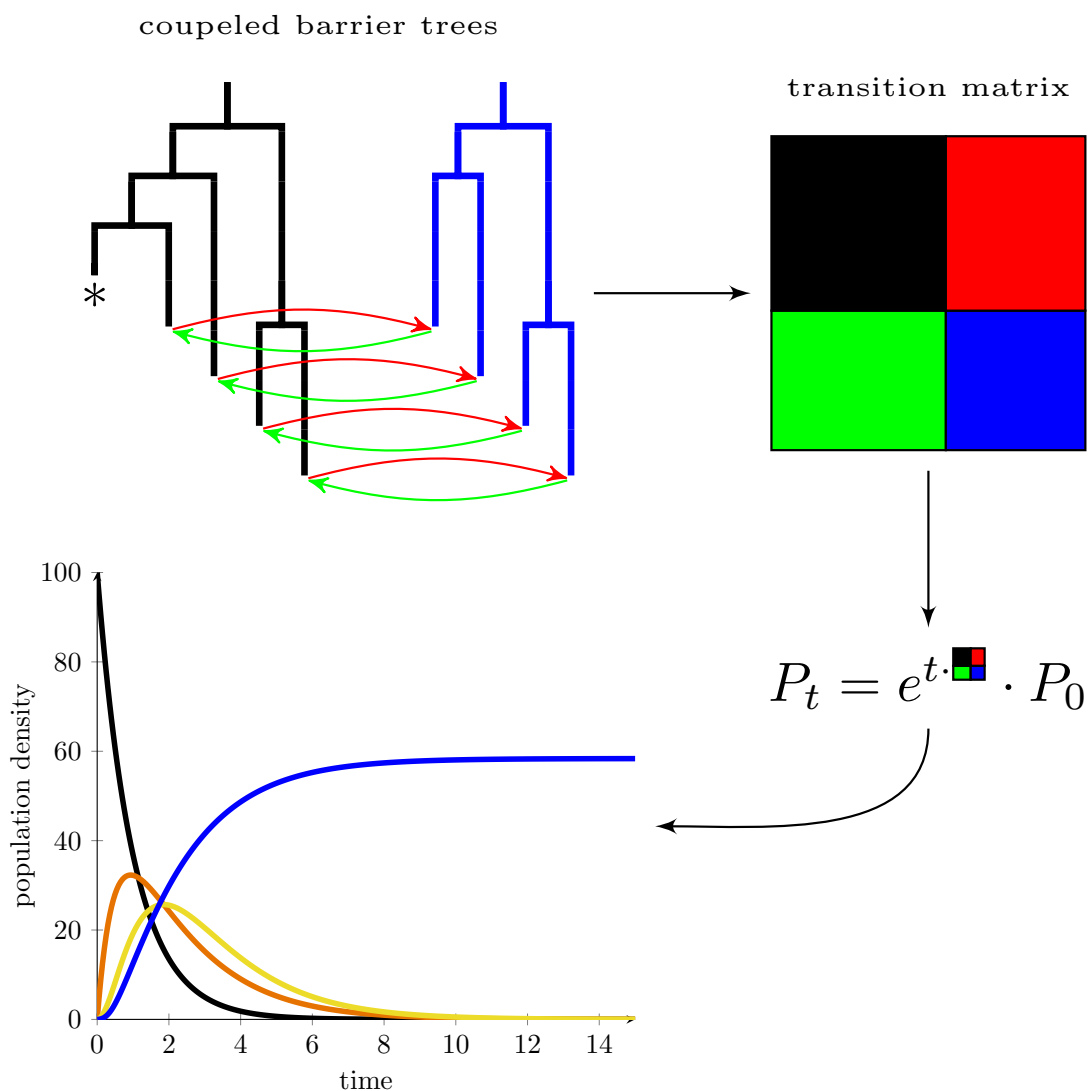 coupeled barrier trees
transition matrix
*
P_t = e^{t·} · P_0
population density
100
80
60
40
20
0
0 2 4 6 8 10 12 14
time